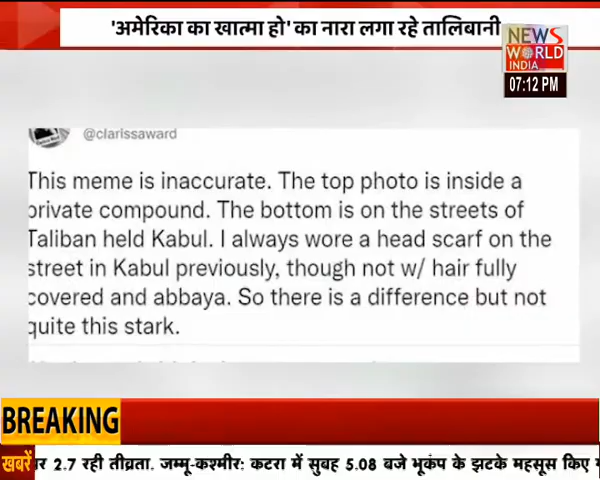 'अमेरिका का खात्मा हो' का नारा लगा रहे तालिबानी
NEWS
WORLD
INDIA
07:12 PM
@clarissaward
This meme is inaccurate. The top photo is inside a
private compound. The bottom is on the streets of
Taliban held Kabul. I always wore a head scarf on the
street in Kabul previously, though not w/ hair fully
covered and abbaya. So there is a difference but not
quite this stark.
BREAKING
खबरें र 2.7 रही तीव्रता. जम्मू-कश्मीर: कटरा में सुबह 5.08 बजे भूकंप के झटके महसूस किए